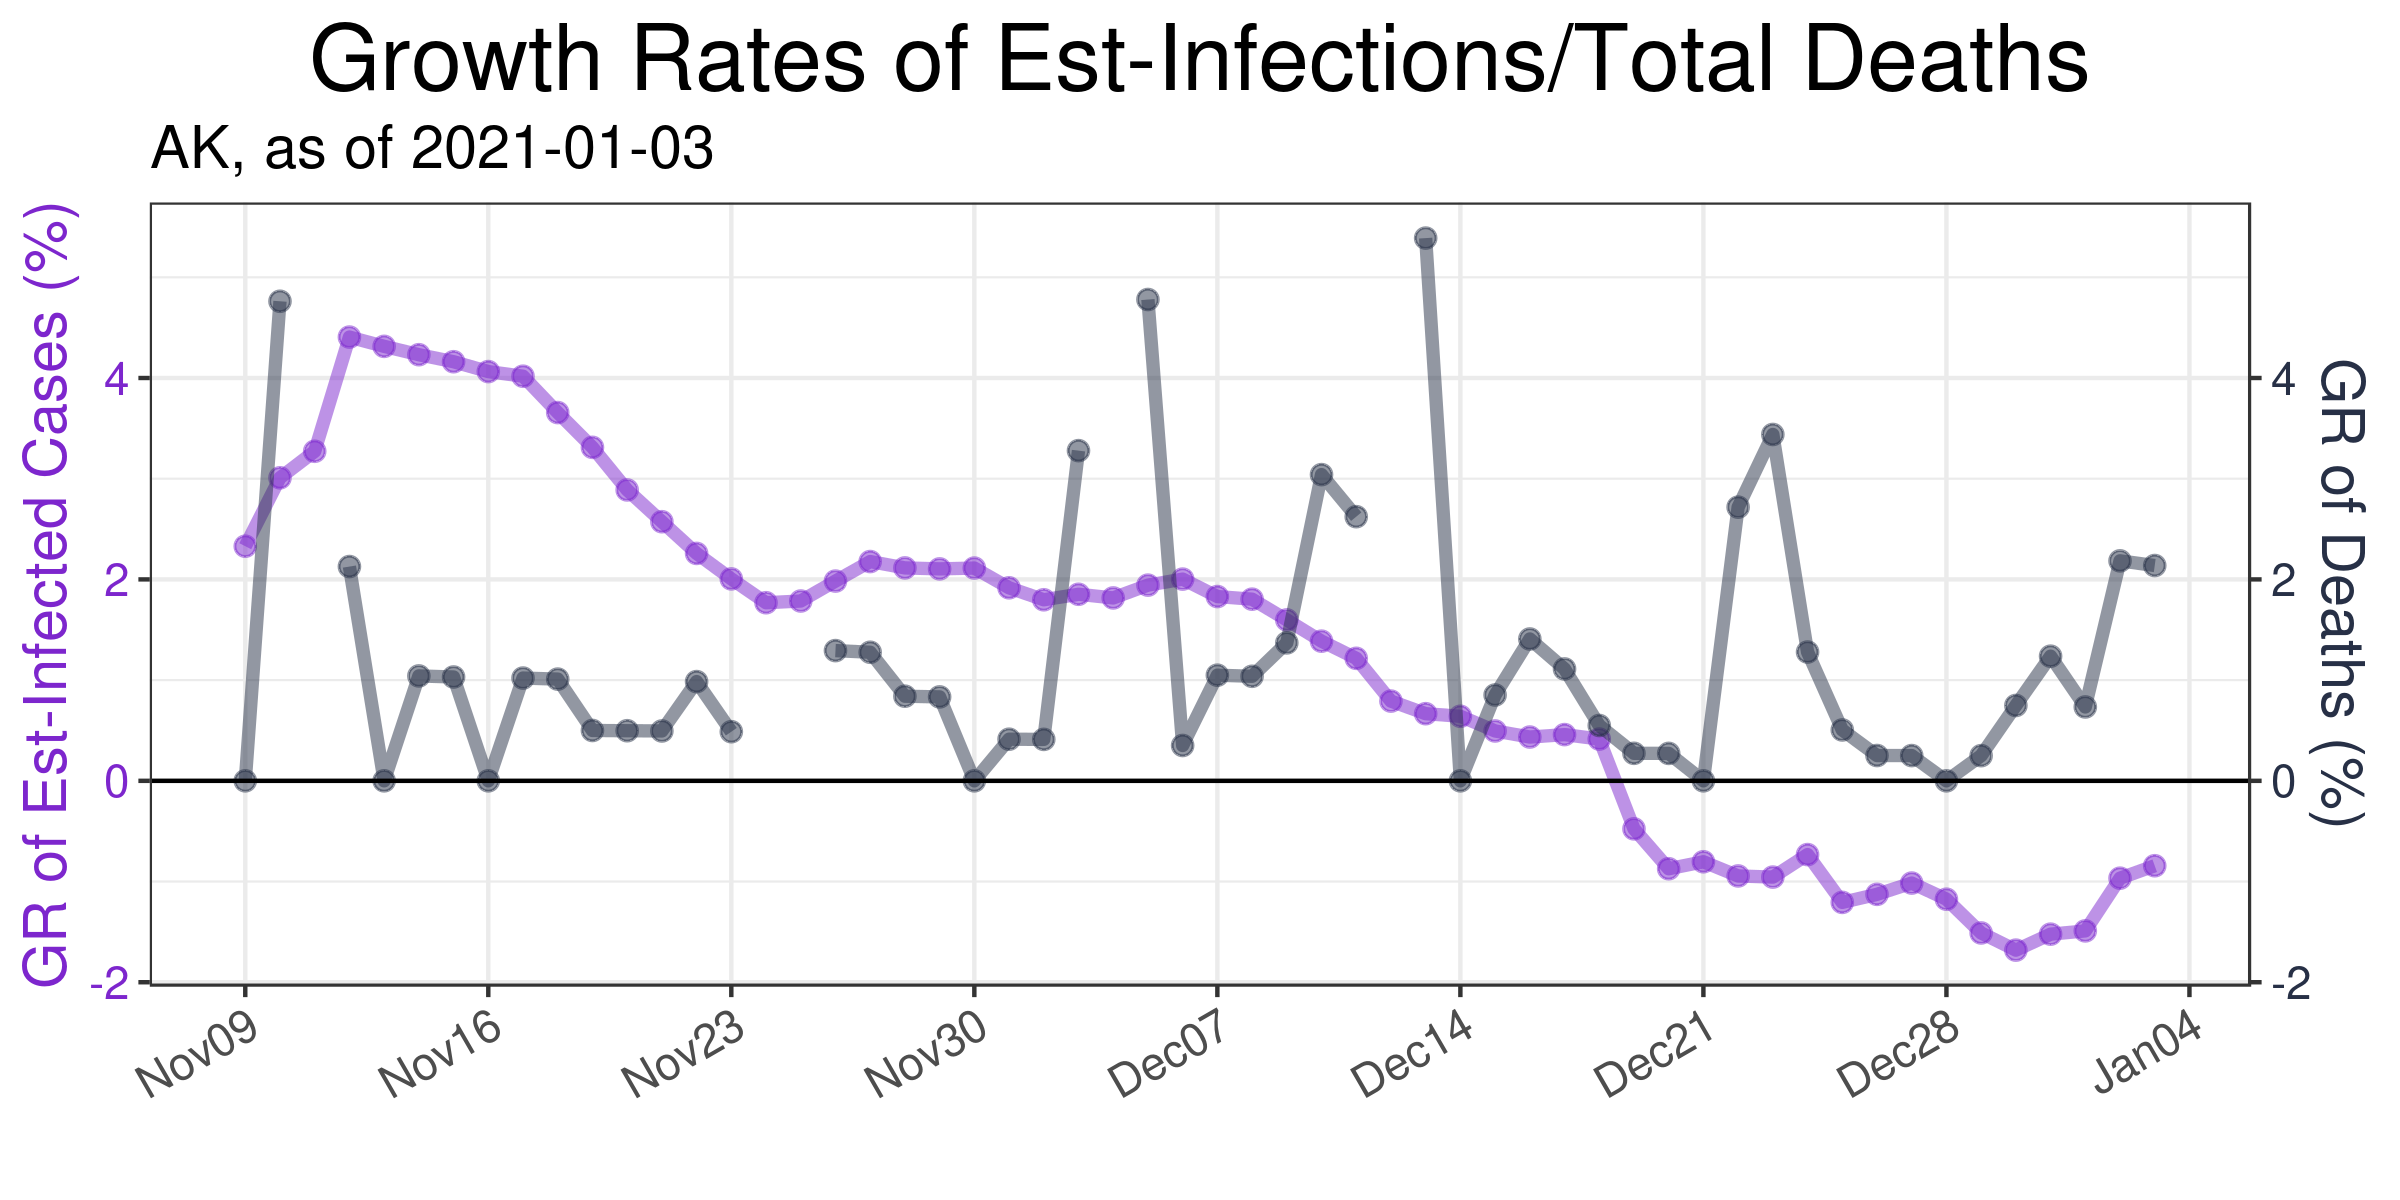 Growth Rates of Est-Infections/Total Deaths
AK, as of 2021-01-03
GR of Est-Infected Cases (%)
4
2
0
-2
4
2
0
-2
GR of Deaths (%)
Nov09
Nov16
Nov23
Nov30
Dec07
Dec14
Dec21
Dec28
Jan04